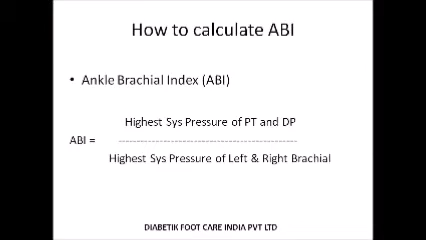 How to calculate ABI
• Ankle Brachial Index (ABI)
Highest Sys Pressure of PT and DP
ABI = ------------------------------------------------
Highest Sys Pressure of Left & Right Brachial
DIABETIK FOOT CARE INDIA PVT LTD